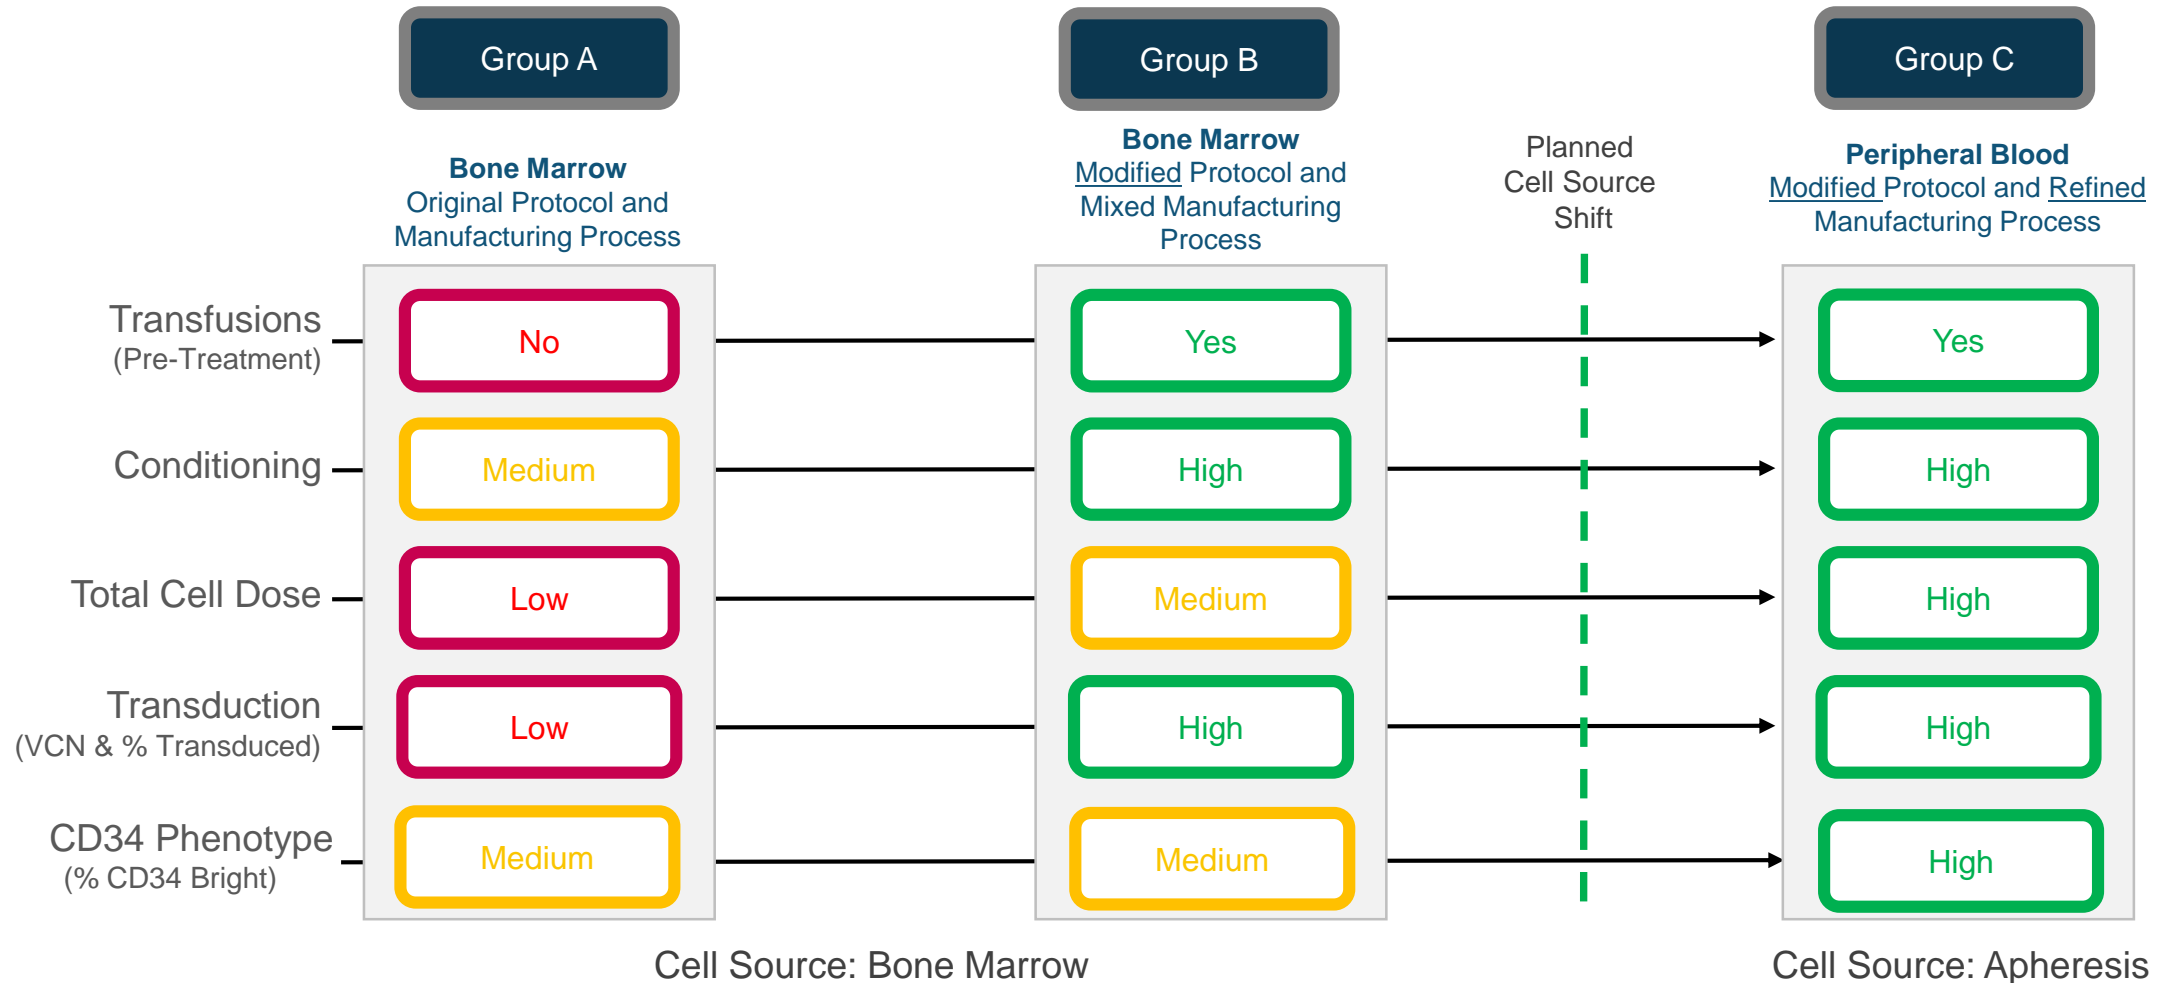 Group A
Group B
Group C
Bone Marrow
Original Protocol and
Manufacturing Process
Bone Marrow
Modified Protocol and
Mixed Manufacturing
Process
Planned
Cell Source
Shift
Peripheral Blood
Modified Protocol and Refined
Manufacturing Process
Transfusions
(Pre-Treatment)
No
Yes
Yes
Conditioning
Medium
High
High
Total Cell Dose
Low
Medium
High
Transduction
(VCN & % Transduced)
Low
High
High
CD34 Phenotype
(% CD34 Bright)
Medium
Medium
High
Cell Source: Bone Marrow
Cell Source: Apheresis